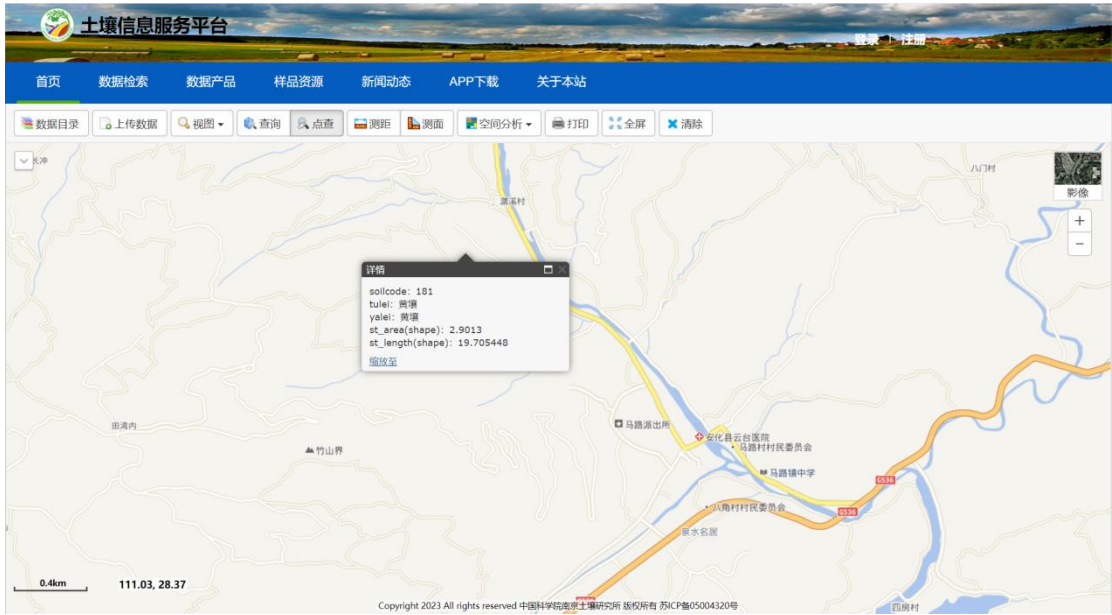 土壤信息服务平台
登录 | 注册
首页 数据检索 数据产品 样品资源 新闻动态 APP下载 关于本站
数据目录 上传数据 视图 查询 点查 测距 测面 空间分析 打印 全屏 清除
长冲
八门村
影像
+
潺溪村
−
详情
soilcode: 181
tulei: 黄壤
yalei: 黄壤
st_area(shape): 2.9013
st_length(shape): 19.705448
缩放至
田湾内
马路派出所
安化县云台医院
马路村村民委员会
竹山界
马路镇中学
G536
八角村村民委员会
G536
泉水名居
0.4km
111.03, 28.37
Copyright 2023 All rights reserved 中国科学院南京土壤研究所 版权所有 苏ICP备05004320号
四房村